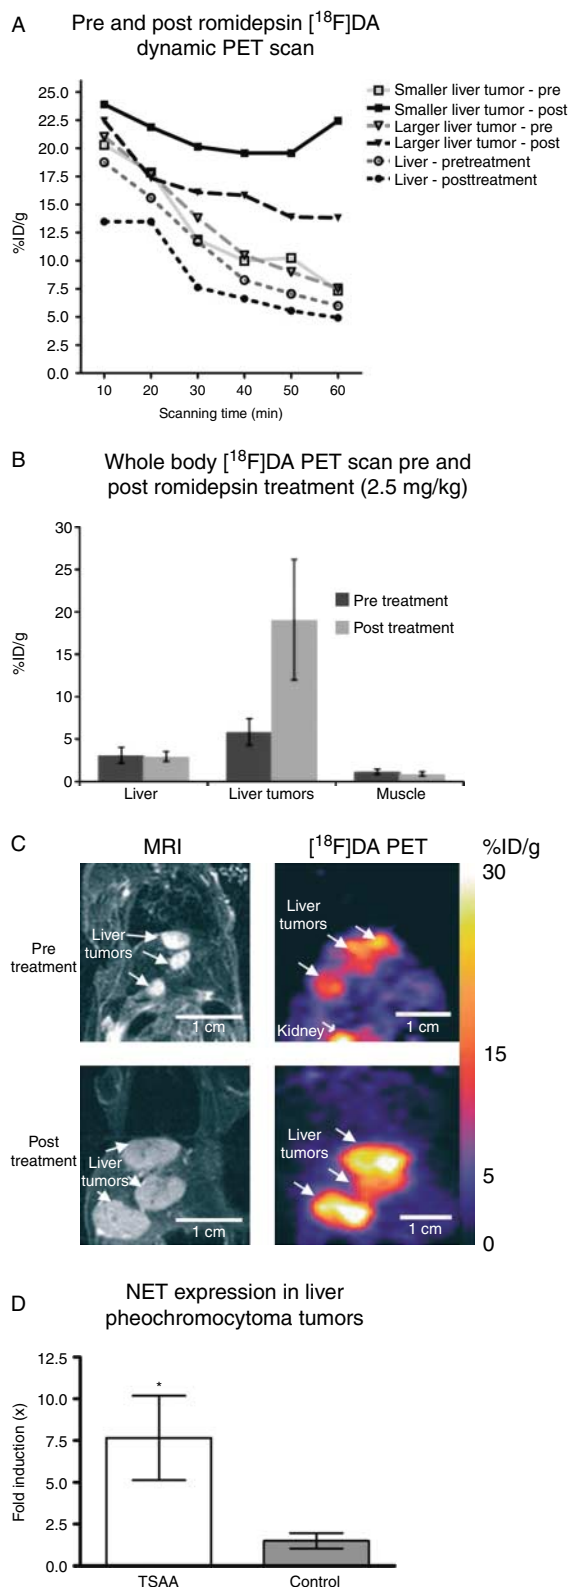 A
Pre and post romidepsin [¹⁸F]DA
dynamic PET scan
25.0
22.5
20.0
17.5
15.0
12.5
10.0
7.5
5.0
2.5
0.0
%ID/g
10 20 30 40 50 60
Scanning time (min)
Smaller liver tumor - pre
Smaller liver tumor - post
Larger liver tumor - pre
Larger liver tumor - post
Liver - pretreatment
Liver - posttreatment
B
Whole body [¹⁸F]DA PET scan pre and
post romidepsin treatment (2.5 mg/kg)
30
25
20
15
10
5
0
%ID/g
Pre treatment
Post treatment
Liver Liver tumors Muscle
C
MRI [¹⁸F]DA PET %ID/g
Pre
treatment
Liver
tumors
1 cm
Liver
tumors
Kidney
1 cm
Post
treatment
Liver
tumors
1 cm
Liver
tumors
1 cm
30
15
5
0
D
NET expression in liver
pheochromocytoma tumors
12.5
10.0
7.5
5.0
2.5
0.0
Fold induction (x)
*
TSAA Control